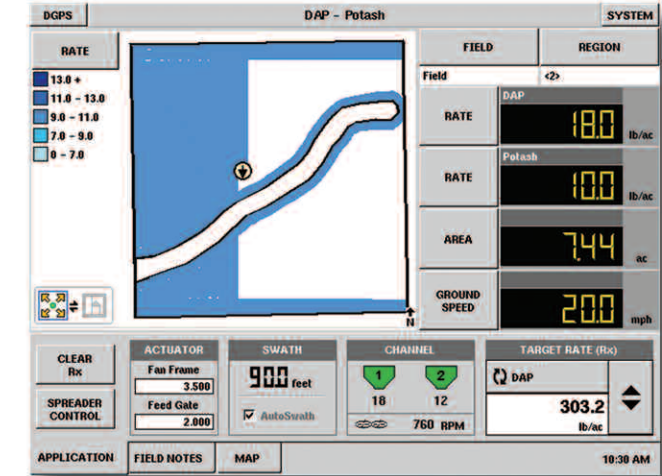 DGPS
DAP - Potash
SYSTEM
RATE
13.0 +
11.0 - 13.0
9.0 - 11.0
7.0 - 9.0
0 - 7.0
N
FIELD
REGION
Field
<2>
RATE
DAP
18.0
lb/ac
RATE
Potash
10.0
lb/ac
AREA
7.44
ac
GROUND
SPEED
20.0
mph
CLEAR
Rx
SPREADER
CONTROL
ACTUATOR
Fan Frame
3.500
Feed Gate
2.000
SWATH
90.0 feet
AutoSwath
CHANNEL
1 2
18 12
760 RPM
TARGET RATE (Rx)
DAP
303.2
lb/ac
APPLICATION
FIELD NOTES
MAP
10:30 AM